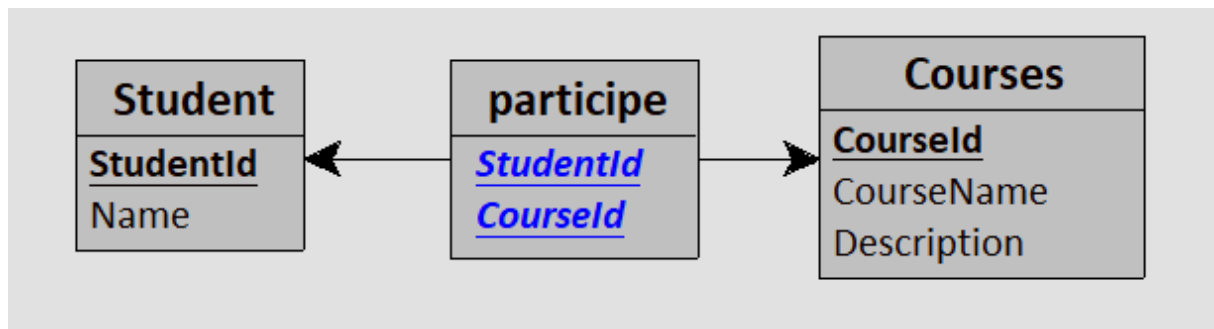 Student
StudentId
Name
participe
StudentId
CourseId
Courses
CourseId
CourseName
Description